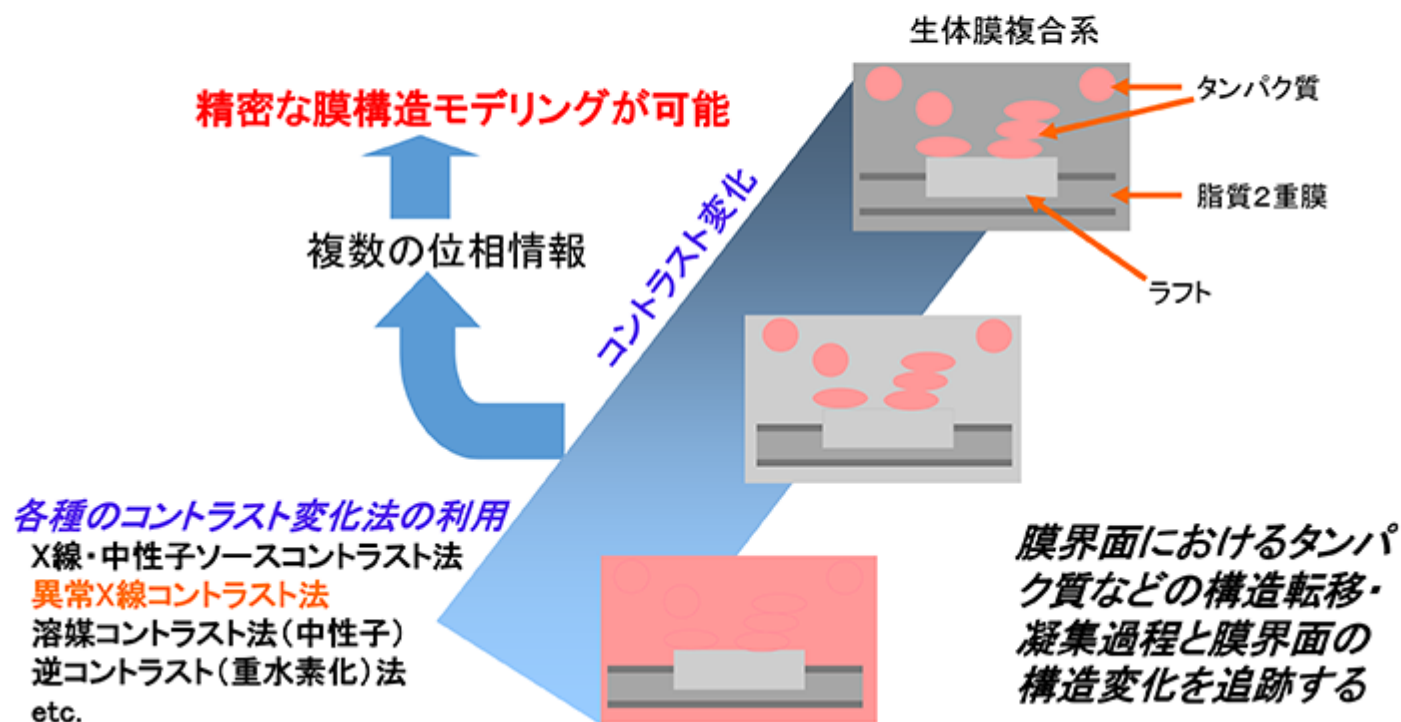 生体膜複合系
タンパク質
精密な膜構造モデリングが可能
脂質2重膜
コントラスト変化
複数の位相情報
ラフト
各種のコントラスト変化法の利用
X線・中性子ソースコントラスト法
異常X線コントラスト法
溶媒コントラスト法(中性子)
逆コントラスト(重水素化)法
etc.
膜界面におけるタンパ
ク質などの構造転移・
凝集過程と膜界面の
構造変化を追跡する